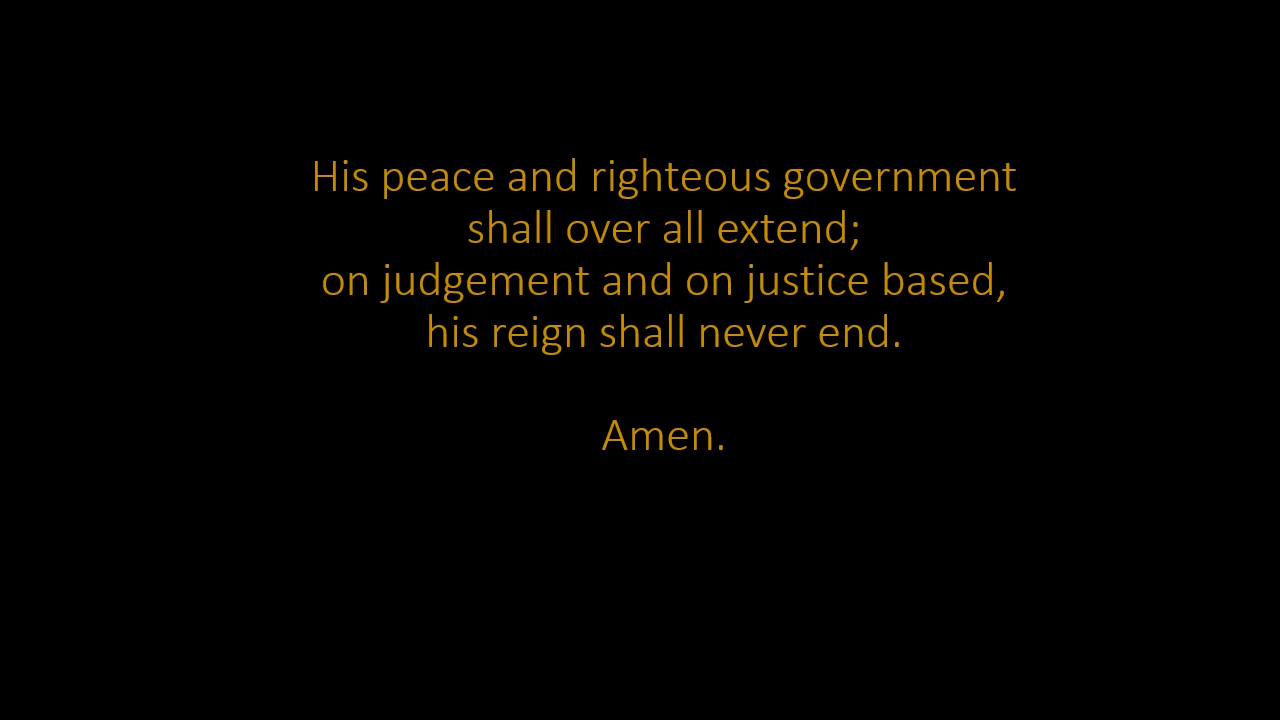 His peace and righteous government
shall over all extend;
on judgement and on justice based,
his reign shall never end.
Amen.